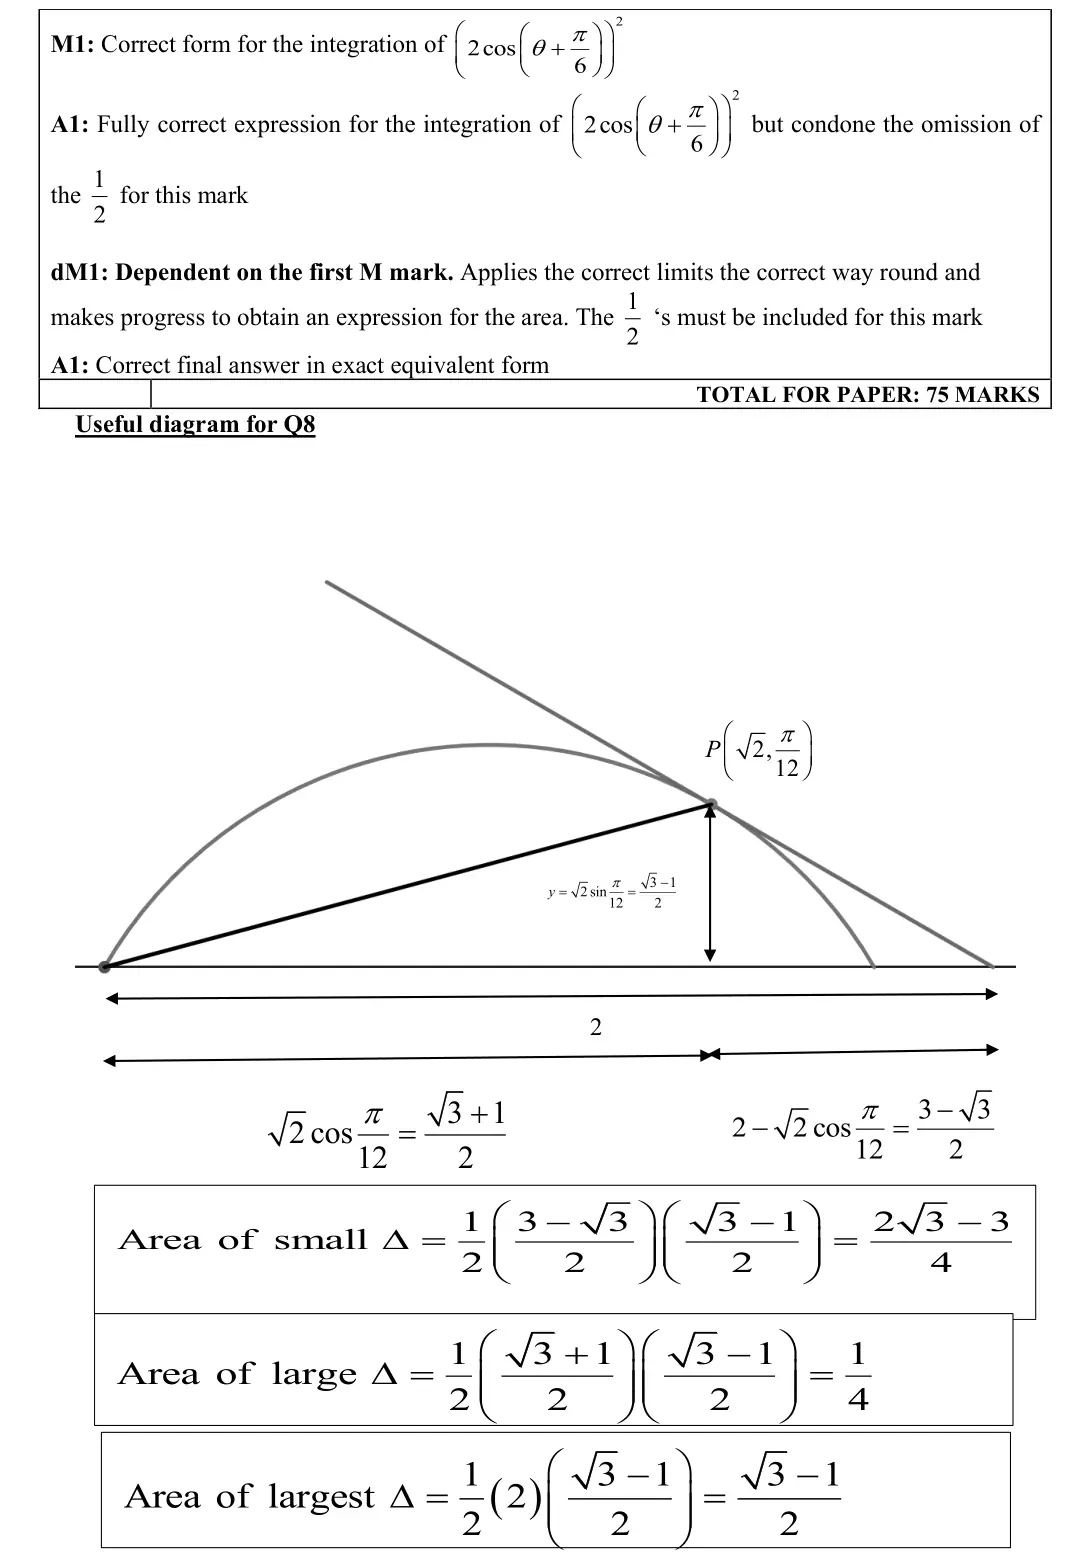 M1: Correct form for the integration of (2cos(θ + π/6))²
A1: Fully correct expression for the integration of (2cos(θ + π/6))² but condone the omission of
the 1/2 for this mark
dM1: Dependent on the first M mark. Applies the correct limits the correct way round and
makes progress to obtain an expression for the area. The 1/2 ‘s must be included for this mark
A1: Correct final answer in exact equivalent form
TOTAL FOR PAPER: 75 MARKS
Useful diagram for Q8
P(√2, π/12)
y = √2 sin π/12 = (√3 − 1)/2
2
√2 cos π/12 = (√3 + 1)/2
2 − √2 cos π/12 = (3 − √3)/2
Area of small Δ = 1/2 ((3 − √3)/2)((√3 − 1)/2) = (2√3 − 3)/4
Area of large Δ = 1/2 ((√3 + 1)/2)((√3 − 1)/2) = 1/4
Area of largest Δ = 1/2 (2)((√3 − 1)/2) = (√3 − 1)/2